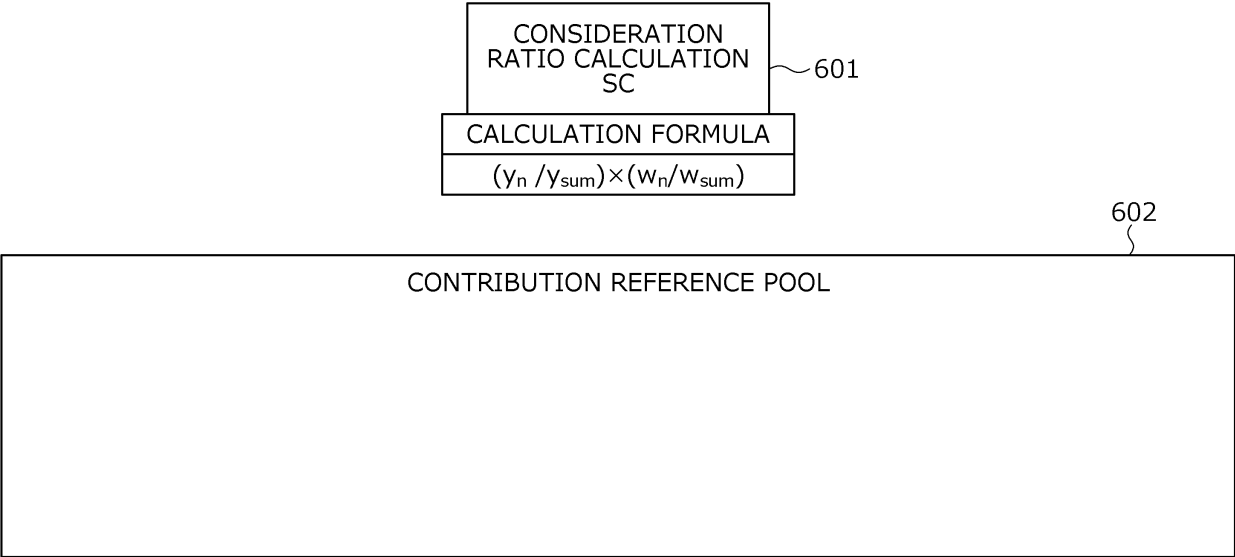 CONSIDERATION
RATIO CALCULATION
SC
601
CALCULATION FORMULA
(yn /ysum)×(wn/wsum)
602
CONTRIBUTION REFERENCE POOL